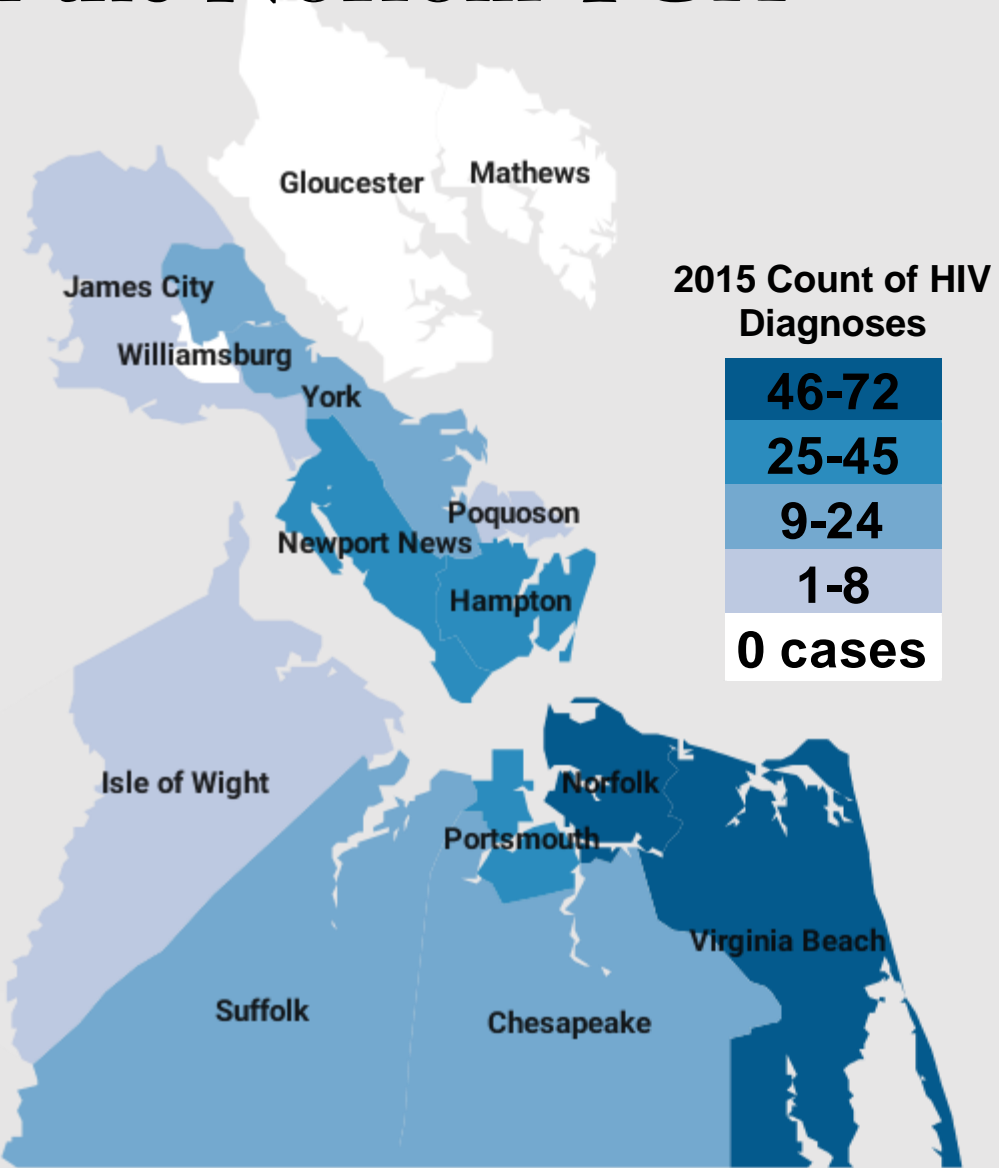 Gloucester
Mathews
James City
Williamsburg
York
Poquoson
Newport News
Hampton
Isle of Wight
Norfolk
Portsmouth
Virginia Beach
Suffolk
Chesapeake
2015 Count of HIV
Diagnoses
46-72
25-45
9-24
1-8
0 cases